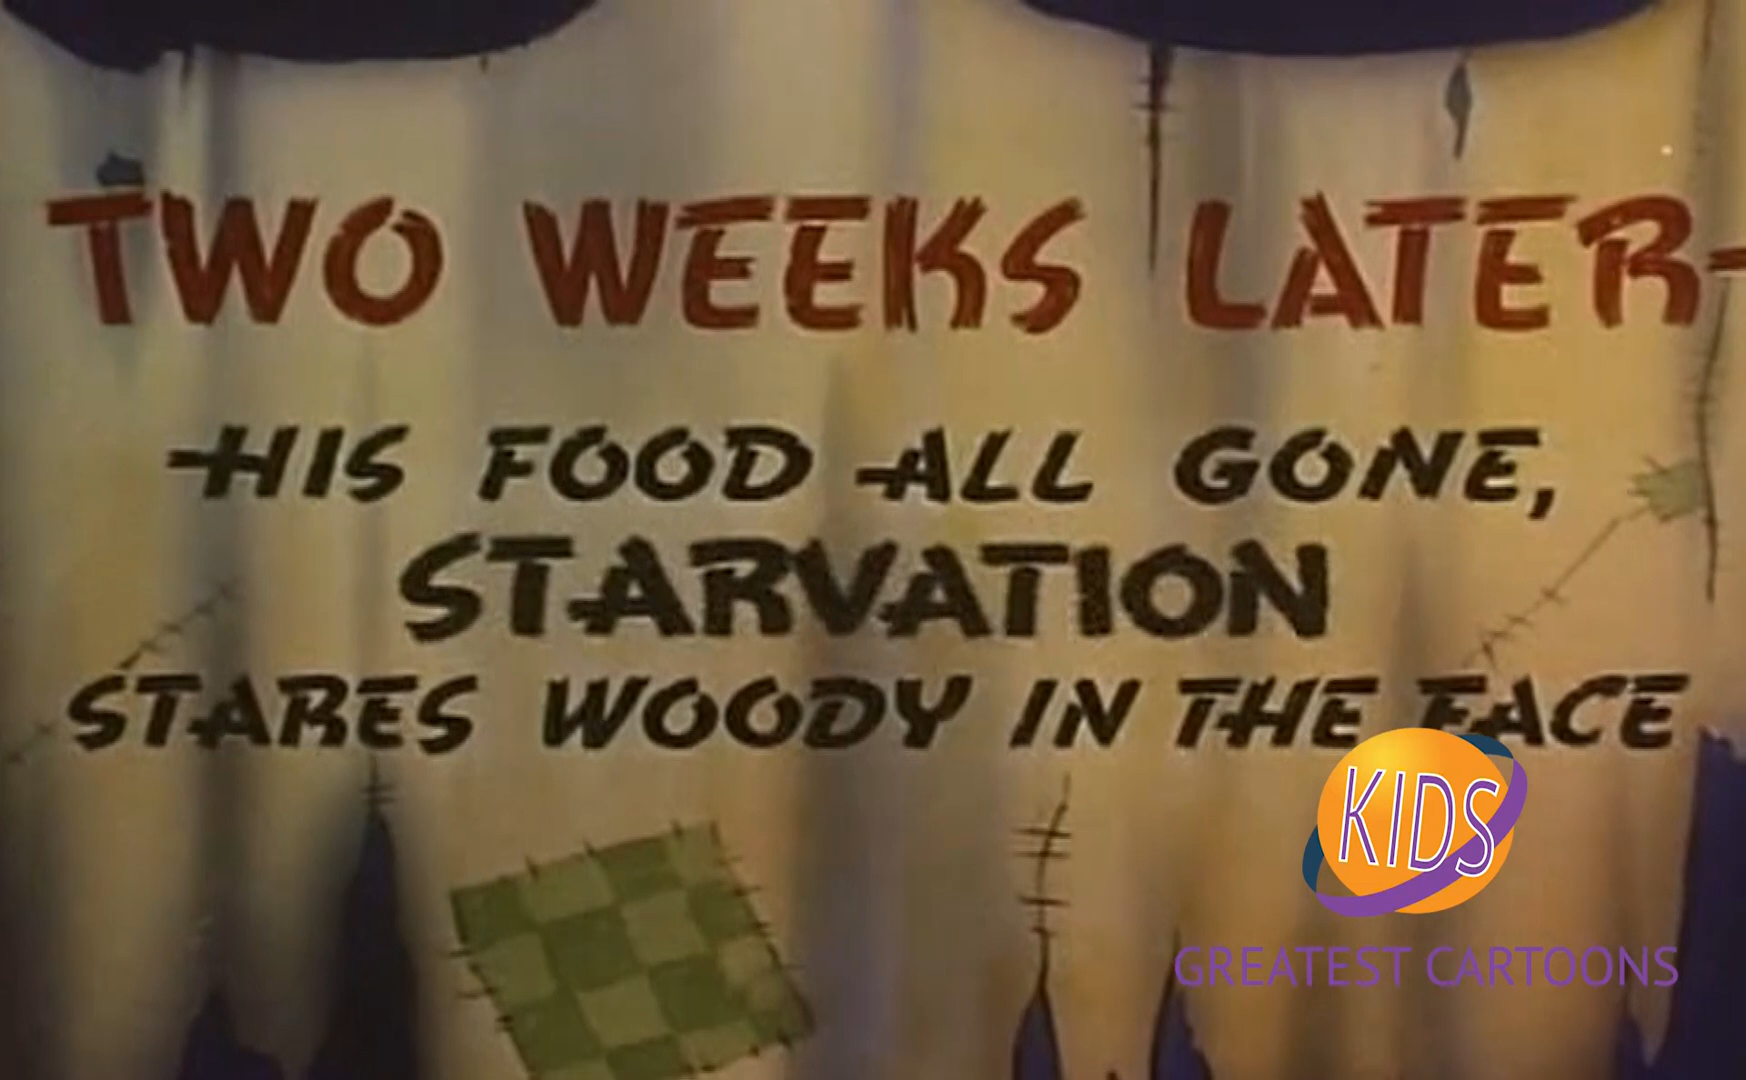 TWO WEEKS LATER-
HIS FOOD ALL GONE,
STARVATION
STARES WOODY IN THE FACE
KIDS
GREATEST CARTOONS